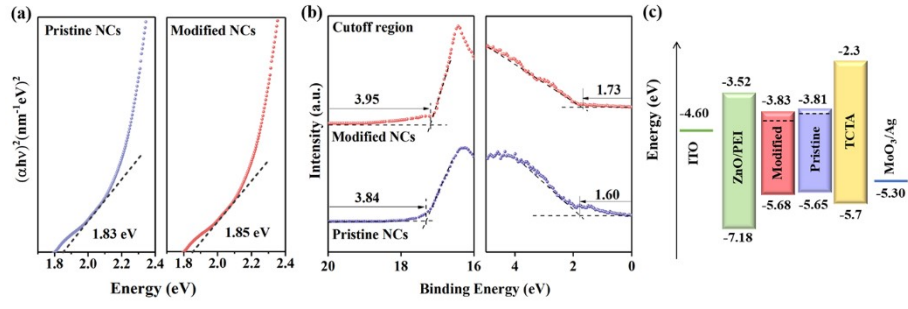 (a)
Pristine NCs
Modified NCs
(αhν)²(nm⁻¹eV)²
1.83 eV
1.85 eV
1.8 2.0 2.2 2.4
1.8 2.0 2.2 2.4
Energy (eV)
(b)
Cutoff region
3.95
1.73
Modified NCs
3.84
1.60
Pristine NCs
Intensity (a.u.)
20 18 16
4 2 0
Binding Energy (eV)
(c)
Energy (eV)
-4.60
ITO
-3.52
ZnO/PEI
-7.18
-3.83
Modified
-5.68
-3.81
Pristine
-5.65
-2.3
TCTA
-5.7
MoO₃/Ag
-5.30